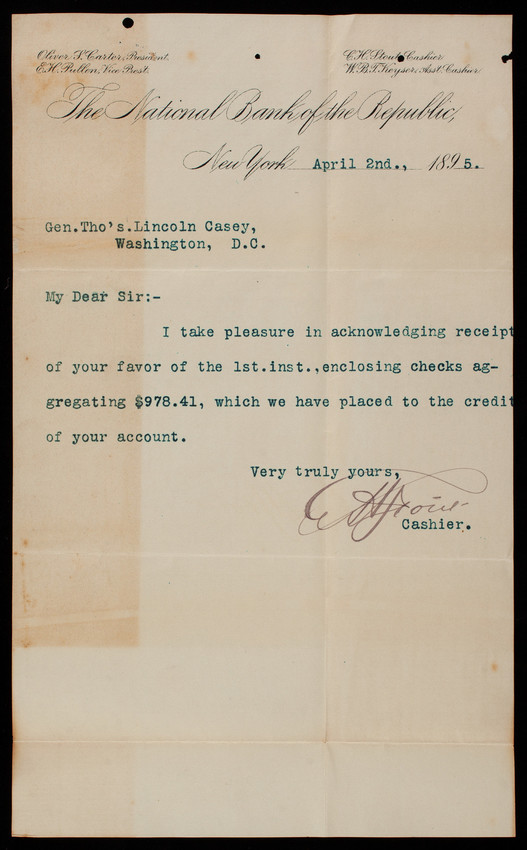 Oliver S. Carter, President.
E.H. Pullen, Vice Prest.
C.H. Stout, Cashier
W.B.T. Keyser, Asst. Cashier
The National Bank of the Republic,
New York April 2nd., 1895.
Gen.Tho's.Lincoln Casey,
Washington, D.C.
My Dear Sir:-
I take pleasure in acknowledging receipt
of your favor of the 1st.inst.,enclosing checks ag-
gregating $978.41, which we have placed to the credit
of your account.
Very truly yours,
C H Stout
Cashier.